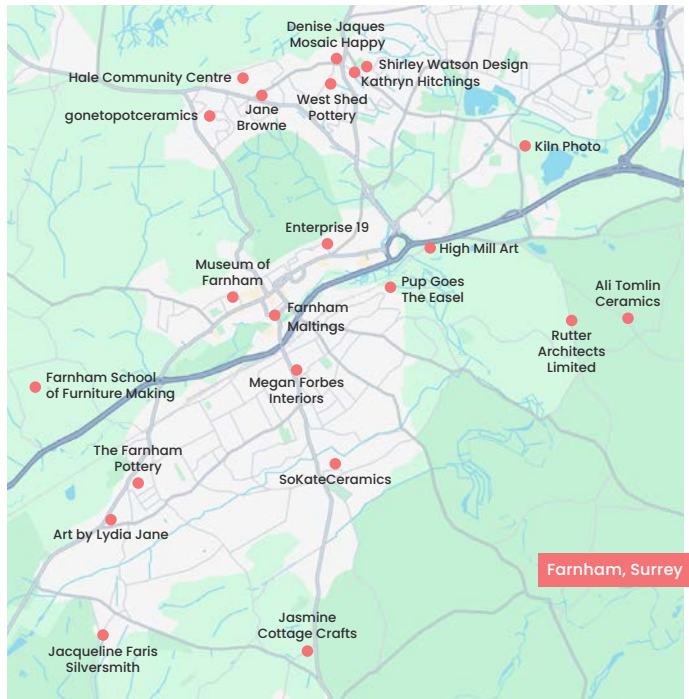 Denise Jaques
Mosaic Happy
Shirley Watson Design
Hale Community Centre
Kathryn Hitchings
gonetopotceramics
Jane
Browne
West Shed
Pottery
Kiln Photo
Enterprise 19
High Mill Art
Museum of
Farnham
Pup Goes
The Easel
Ali Tomlin
Ceramics
Farnham
Maltings
Rutter
Architects
Limited
Farnham School
of Furniture Making
Megan Forbes
Interiors
The Farnham
Pottery
SoKateCeramics
Art by Lydia Jane
Farnham, Surrey
Jasmine
Cottage Crafts
Jacqueline Faris
Silversmith